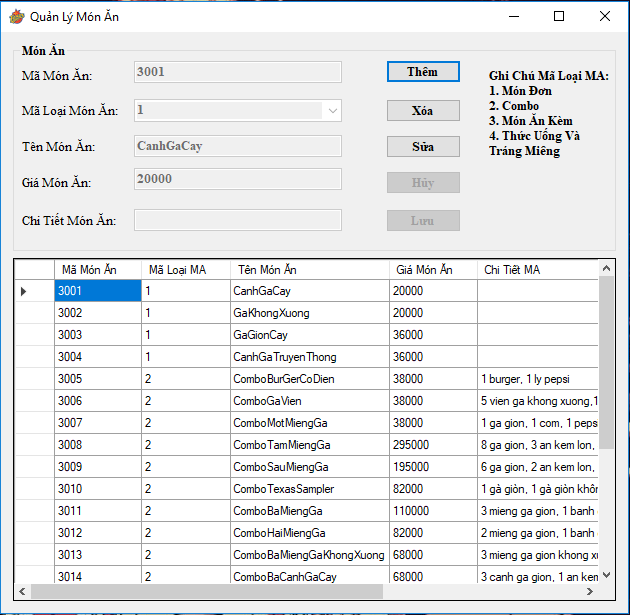 Quản Lý Món Ăn
Món Ăn
Mã Món Ăn: 3001
Mã Loại Món Ăn: 1
Tên Món Ăn: CanhGaCay
Giá Món Ăn: 20000
Chi Tiết Món Ăn:
Thêm
Xóa
Sửa
Hủy
Lưu
Ghi Chú Mã Loại MA:
1. Món Đơn
2. Combo
3. Món Ăn Kèm
4. Thức Uống Và
Tráng Miệng
Mã Món Ăn Mã Loại MA Tên Món Ăn Giá Món Ăn Chi Tiết MA
3001 1 CanhGaCay 20000
3002 1 GaKhongXuong 20000
3003 1 GaGionCay 36000
3004 1 CanhGaTruyenThong 36000
3005 2 ComboBurGerCoDien 38000 1 burger, 1 ly pepsi
3006 2 ComboGaVien 38000 5 vien ga khong xuong,1
3007 2 ComboMotMiengGa 38000 1 ga gion, 1 com, 1 peps
3008 2 ComboTamMiengGa 295000 8 ga gion, 3 an kem lon,
3009 2 ComboSauMiengGa 195000 6 ga gion, 2 an kem lon,
3010 2 ComboTexasSampler 82000 1 gà giòn, 1 gà giòn khôn
3011 2 ComboBaMiengGa 110000 3 mieng ga gion, 1 banh
3012 2 ComboHaiMiengGa 82000 2 mieng ga gion, 1 banh
3013 2 ComboBaMiengGaKhongXuong 68000 3 mieng ga gion khong x
3014 2 ComboBaCanhGaCay 68000 3 canh ga gion, 1 an kem